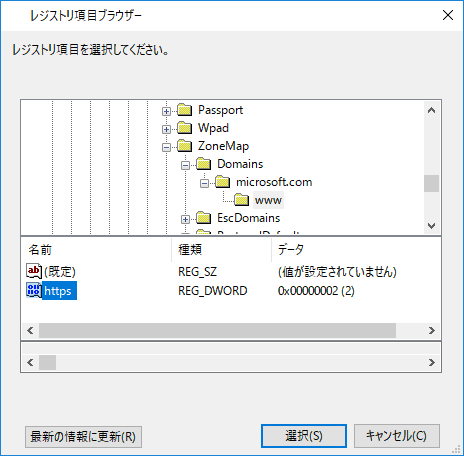 レジストリ項目ブラウザー
レジストリ項目を選択してください。
Passport
Wpad
ZoneMap
Domains
microsoft.com
www
EscDomains
名前 種類 データ
(既定) REG_SZ (値が設定されていません)
https REG_DWORD 0x00000002 (2)
最新の情報に更新(R) 選択(S) キャンセル(C)